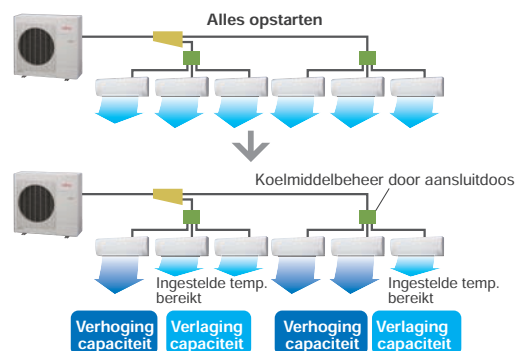 Alles opstarten
Koelmiddelbeheer door aansluitdoos
Ingestelde temp.
bereikt
Ingestelde temp.
bereikt
Verhoging
capaciteit
Verlaging
capaciteit
Verhoging
capaciteit
Verlaging
capaciteit